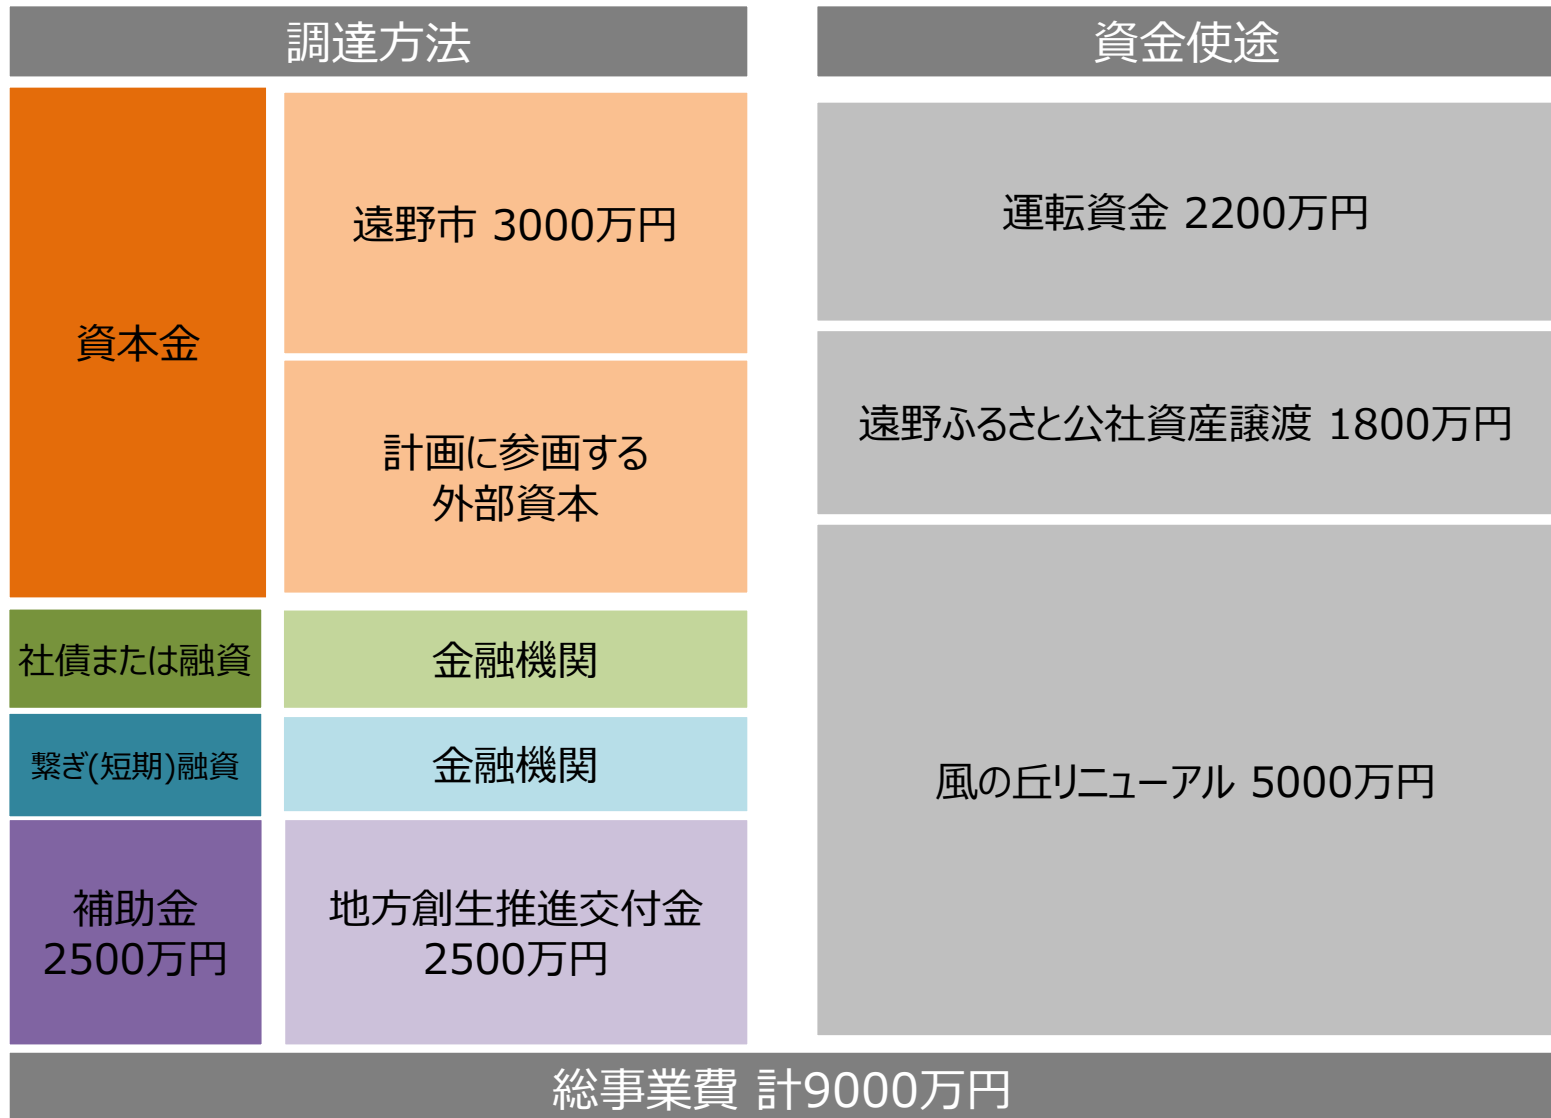 調達方法
資金使途
資本金
遠野市 3000万円
計画に参画する
外部資本
社債または融資
金融機関
繋ぎ(短期)融資
金融機関
補助金
2500万円
地方創生推進交付金
2500万円
運転資金 2200万円
遠野ふるさと公社資産譲渡 1800万円
風の丘リニューアル 5000万円
総事業費 計9000万円